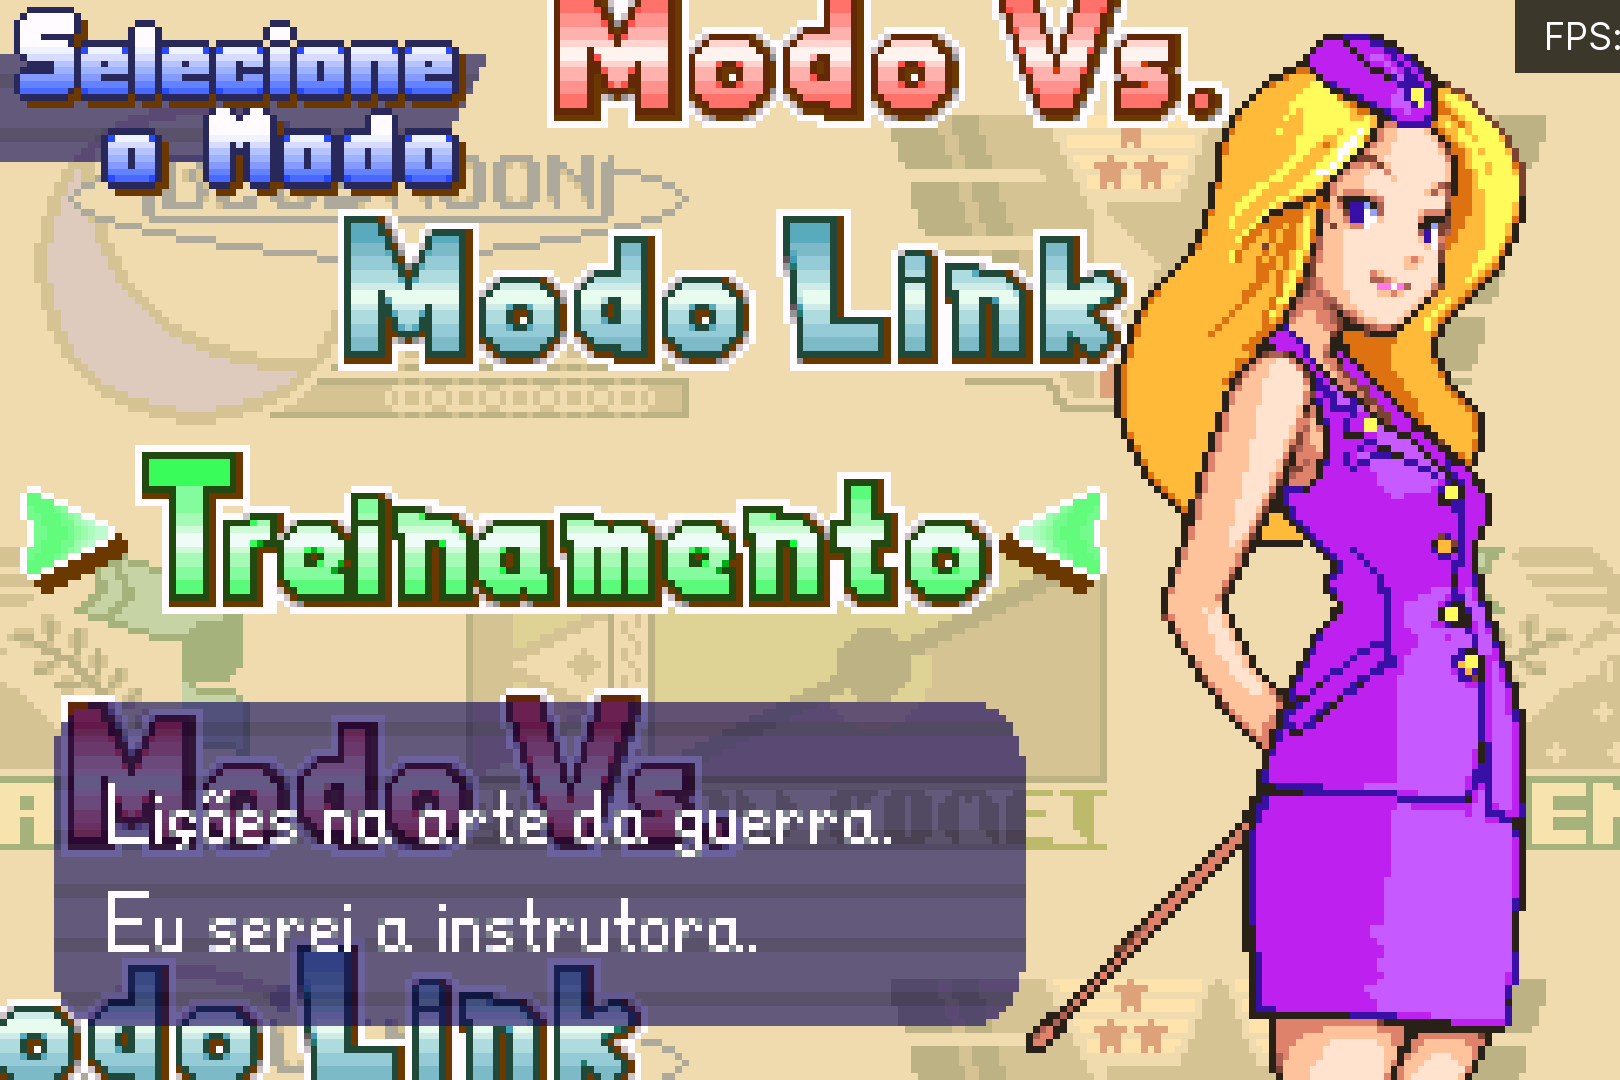 Selecione
o Modo
FPS:
Modo Vs.
Modo Link
Treinamento
Modo Vs.
Lições na arte da guerra.
Eu serei a instrutora.
odo Link